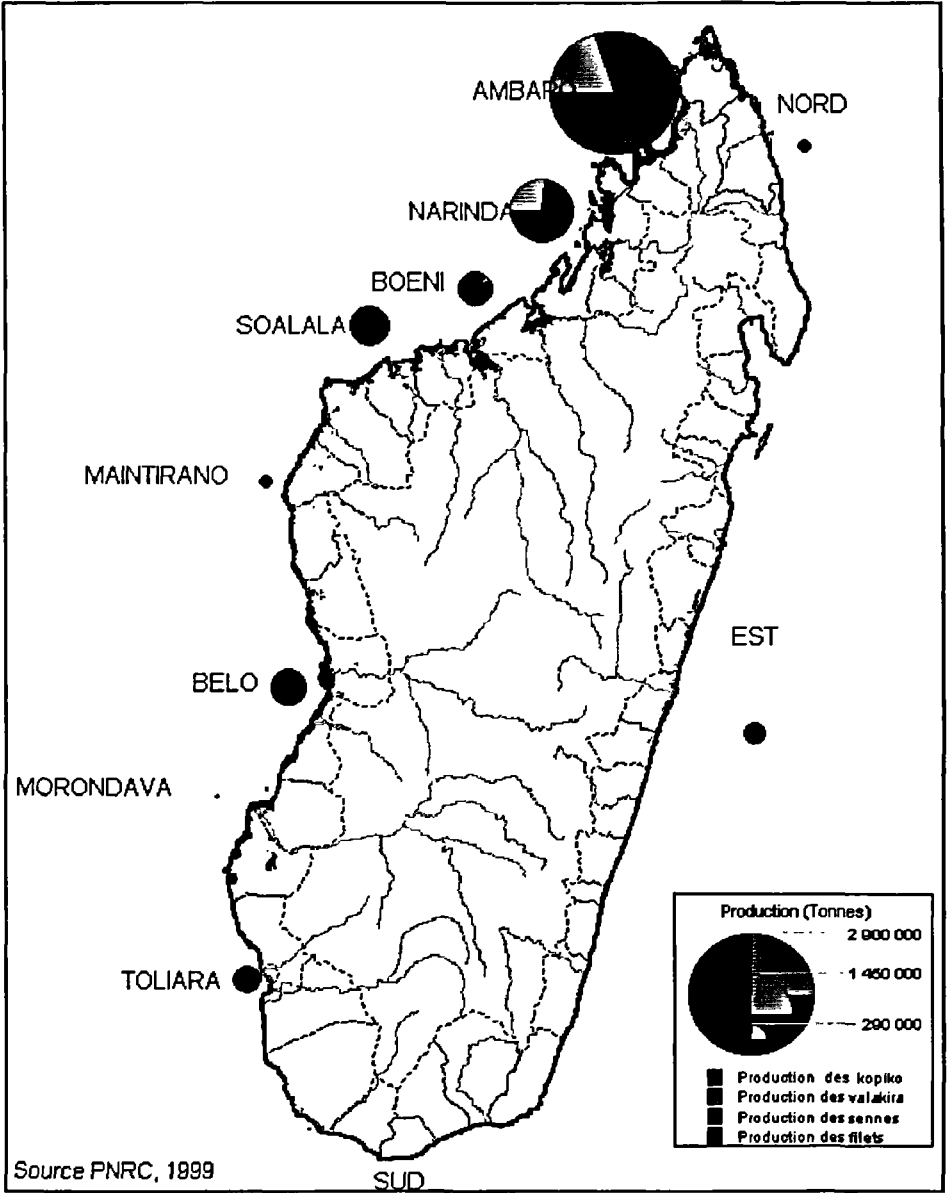 AMBARO
NORD
NARINDA
BOENI
SOALALA
MAINTIRANO
EST
BELO
MORONDAVA
TOLIARA
Production (Tonnes)
2 900 000
1 450 000
290 000
Production des kopiko
Production des valakira
Production des sennes
Production des filets
Source PNRC, 1999
SUD